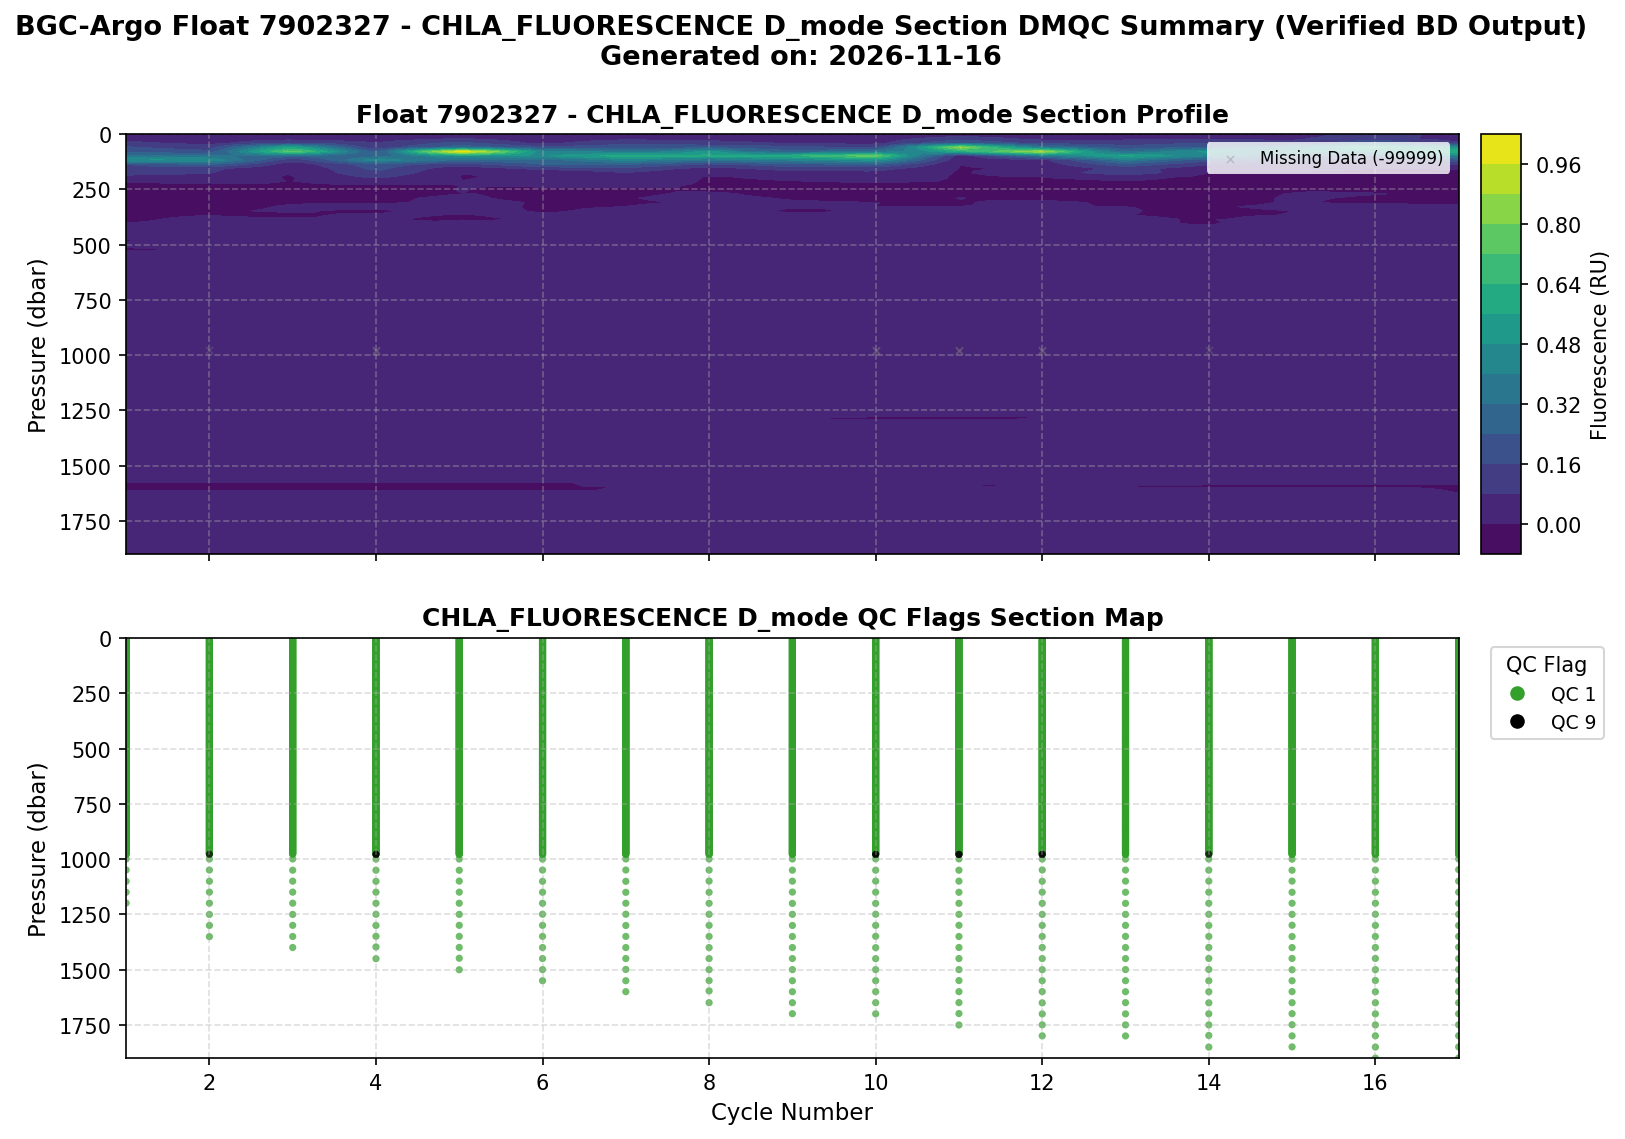 BGC-Argo Float 7902327 - CHLA_FLUORESCENCE D_mode Section DMQC Summary (Verified BD Output)
Generated on: 2026-11-16
Float 7902327 - CHLA_FLUORESCENCE D_mode Section Profile
0
250
500
750
1000
1250
1500
1750
Pressure (dbar)
Missing Data (-99999)
0.96
0.80
0.64
0.48
0.32
0.16
0.00
Fluorescence (RU)
CHLA_FLUORESCENCE D_mode QC Flags Section Map
0
250
500
750
1000
1250
1500
1750
Pressure (dbar)
QC Flag
QC 1
QC 9
2 4 6 8 10 12 14 16
Cycle Number